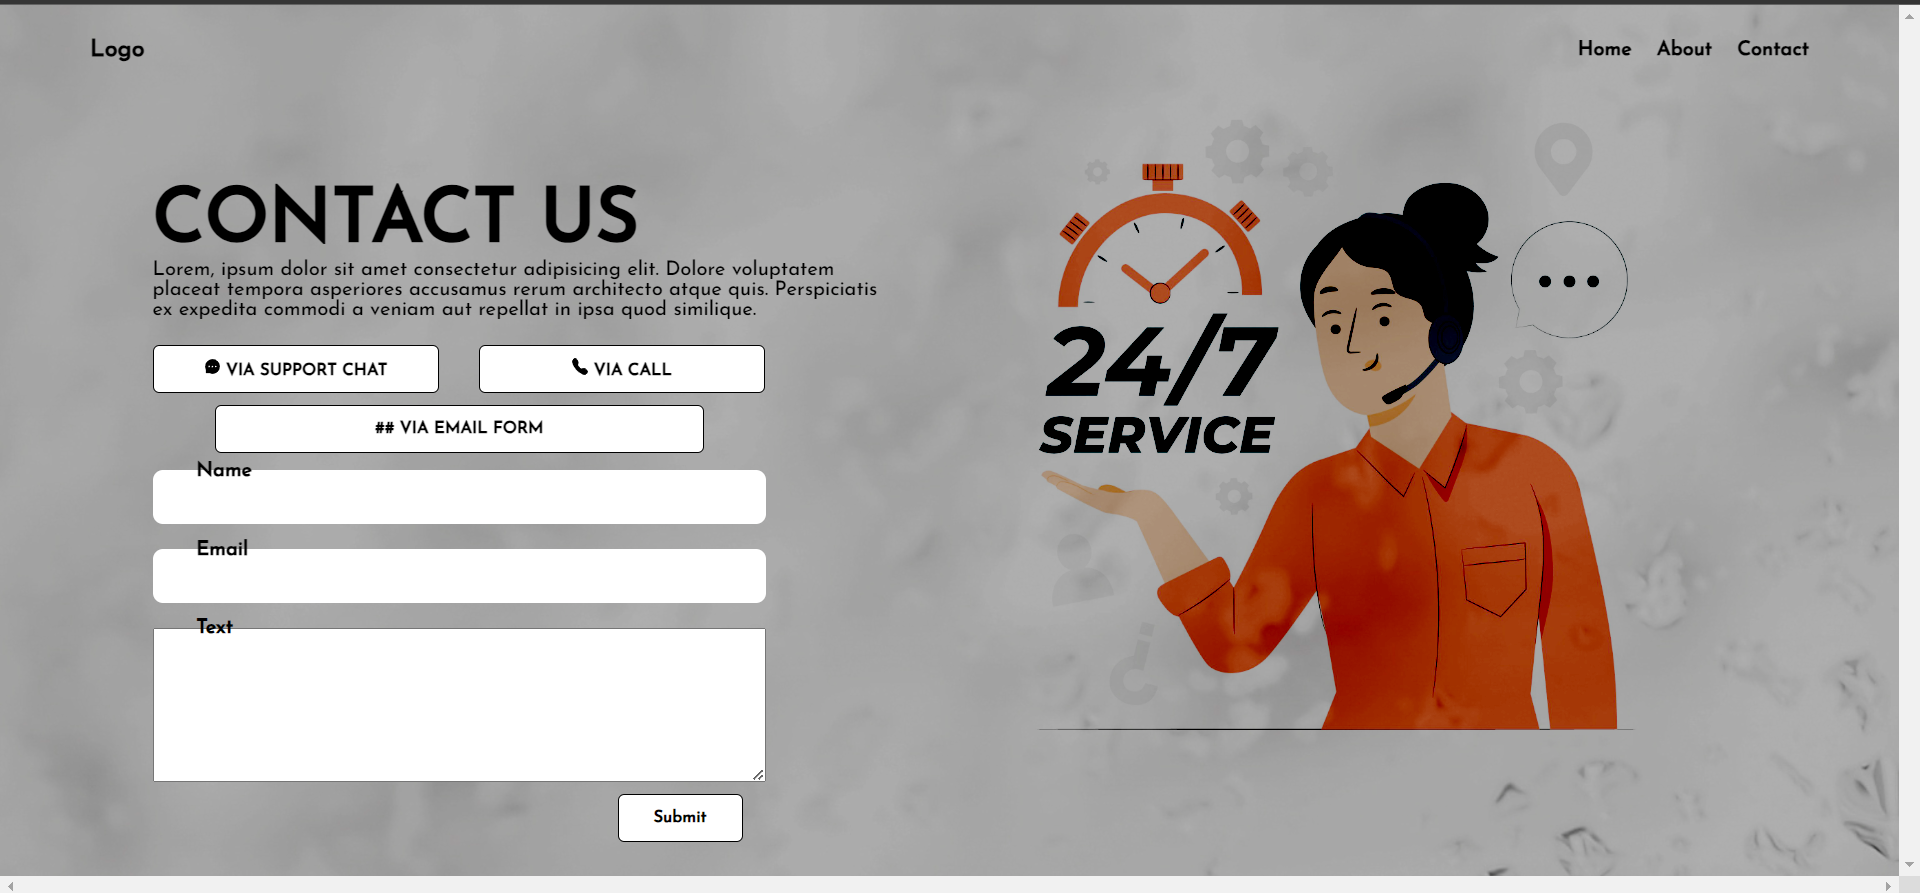 Logo
Home About Contact
CONTACT US
Lorem, ipsum dolor sit amet consectetur adipisicing elit. Dolore voluptatem
placeat tempora asperiores accusamus rerum architecto atque quis. Perspiciatis
ex expedita commodi a veniam aut repellat in ipsa quod similique.
VIA SUPPORT CHAT
VIA CALL
## VIA EMAIL FORM
Name
Email
Text
Submit
24/7
SERVICE